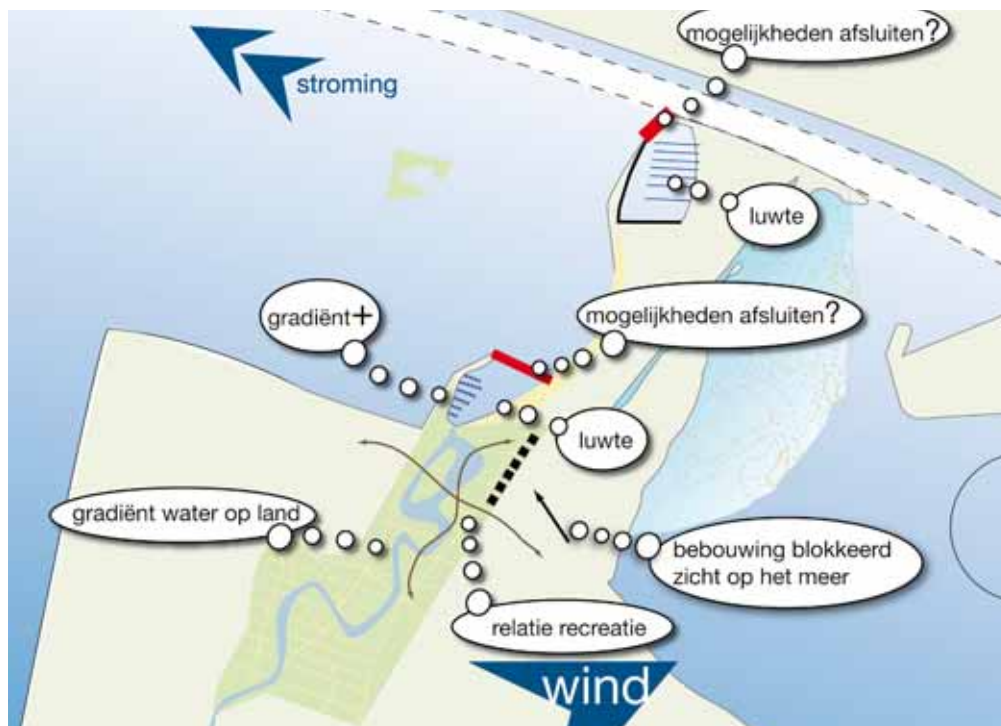 mogelijkheden afsluiten?
stroming
luwte
gradiënt+
mogelijkheden afsluiten?
luwte
gradiënt water op land
bebouwing blokkeerd
zicht op het meer
relatie recreatie
wind